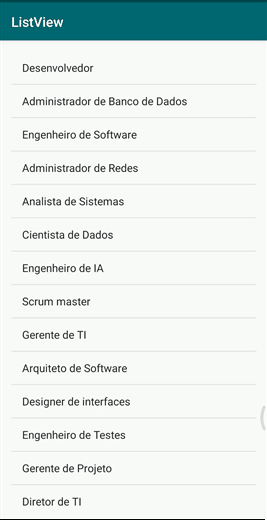 ListView
Desenvolvedor
Administrador de Banco de Dados
Engenheiro de Software
Administrador de Redes
Analista de Sistemas
Cientista de Dados
Engenheiro de IA
Scrum master
Gerente de TI
Arquiteto de Software
Designer de interfaces
Engenheiro de Testes
Gerente de Projeto
Diretor de TI